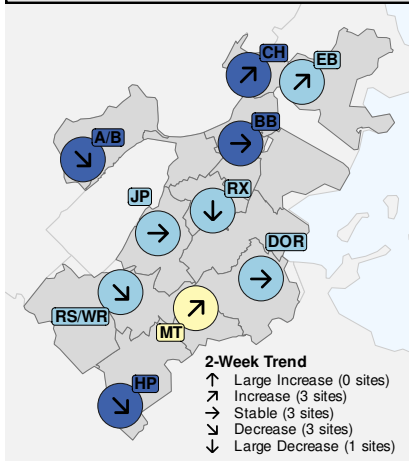 CH
EB
A/B
BB
JP
RX
DOR
RS/WR
MT
HP
2-Week Trend
↑ Large Increase (0 sites)
↗ Increase (3 sites)
→ Stable (3 sites)
↘ Decrease (3 sites)
↓ Large Decrease (1 sites)